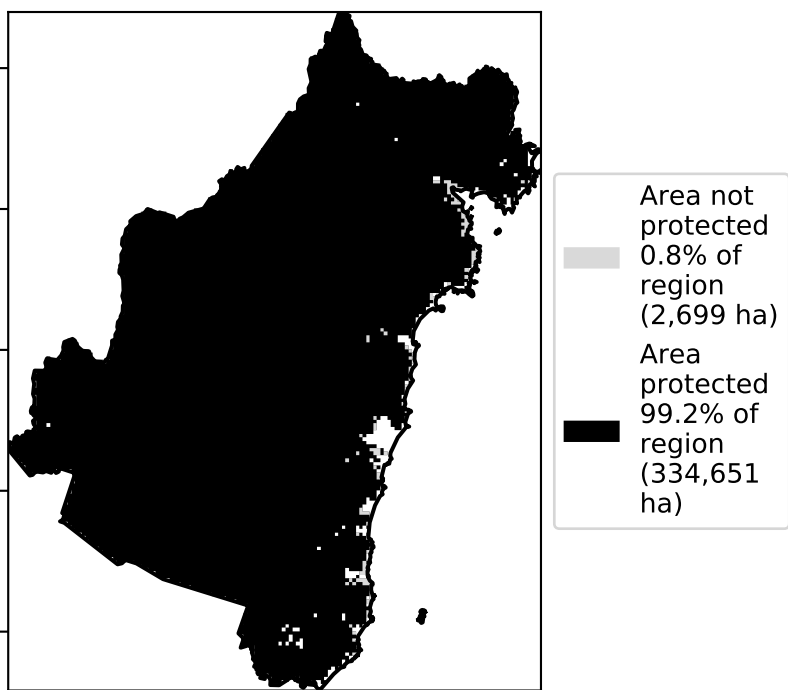 Area not
protected
0.8% of
region
(2,699 ha)
Area
protected
99.2% of
region
(334,651
ha)